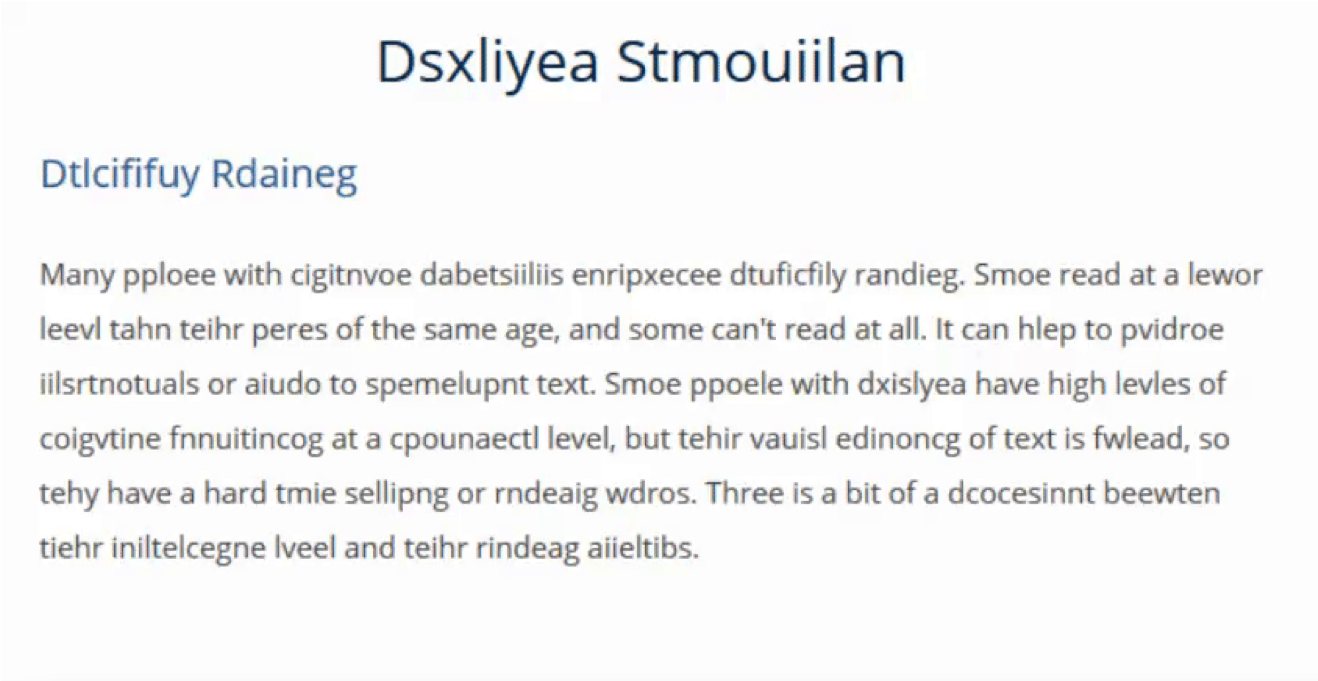 Dsxliyea Stmouiilan
Dtlcififuy Rdaineg
Many pploee with cigitnvoe dabetsiiliis enripxecee dtuficfily randieg. Smoe read at a lewor
leevl tahn teihr peres of the same age, and some can't read at all. It can hlep to pvidroe
iilsrtnotuals or aiudo to spemelupnt text. Smoe ppoele with dxislyea have high levles of
coigvtine fnnuitincog at a cpounaectl level, but tehir vauisl edinoncg of text is fwlead, so
tehy have a hard tmie sellipng or rndeaig wdros. Three is a bit of a dcocesinnt beewten
tiehr iniltelcegne lveel and teihr rindeag aiieltibs.